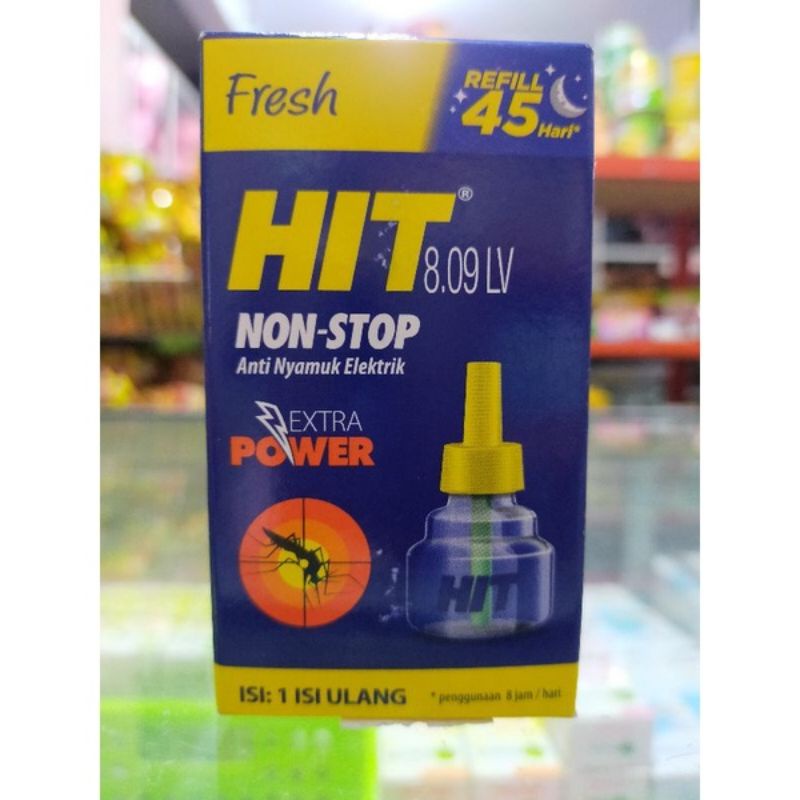 Fresh
REFILL
45
Hari*
HIT®
8.09 LV
NON-STOP
Anti Nyamuk Elektrik
EXTRA
POWER
HIT
ISI: 1 ISI ULANG
* penggunaan 8 jam / hari